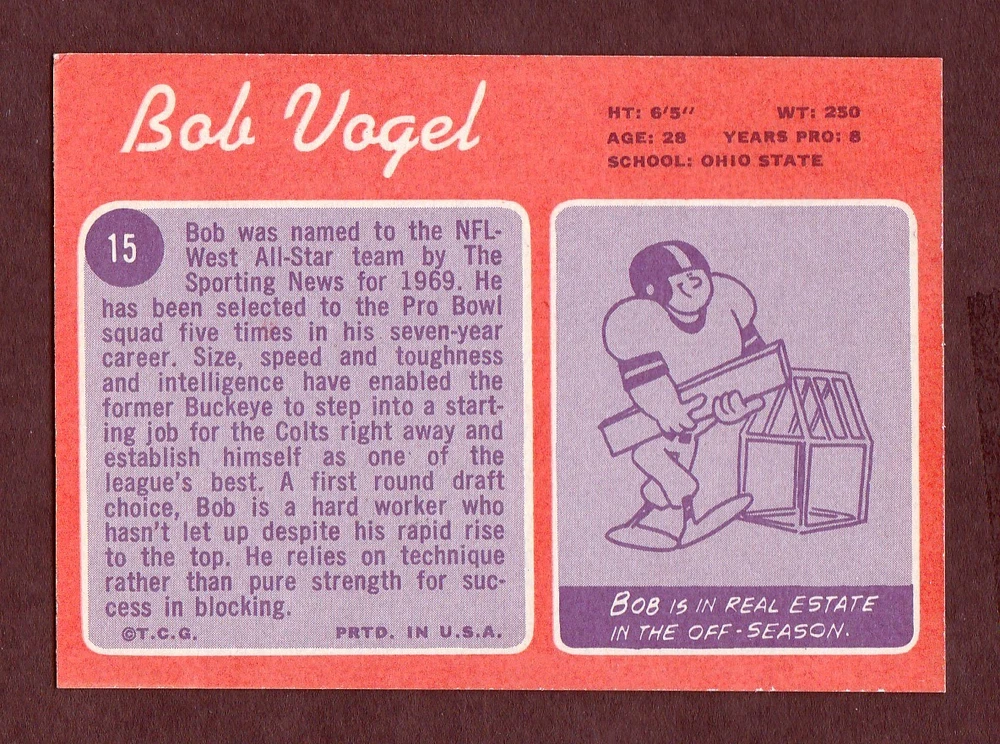 Bob Vogel
HT: 6'5" WT: 250
AGE: 28 YEARS PRO: 8
SCHOOL: OHIO STATE
15
Bob was named to the NFL-
West All-Star team by The
Sporting News for 1969. He
has been selected to the Pro Bowl
squad five times in his seven-year
career. Size, speed and toughness
and intelligence have enabled the
former Buckeye to step into a start-
ing job for the Colts right away and
establish himself as one of the
league's best. A first round draft
choice, Bob is a hard worker who
hasn't let up despite his rapid rise
to the top. He relies on technique
rather than pure strength for suc-
cess in blocking.
©T.C.G. PRTD. IN U.S.A.
BOB IS IN REAL ESTATE
IN THE OFF-SEASON.